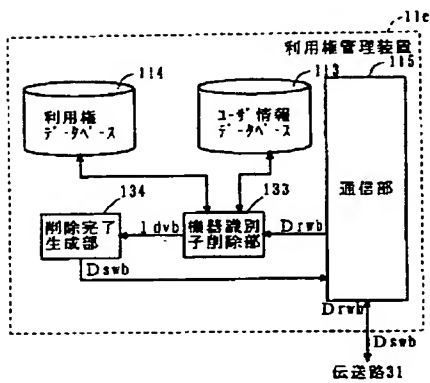 11c
利用権管理装置
114
利用権
データベース
113
ユーザ情報
データベース
115
通信部
134
削除完了
生成部
Idvb
133
機器識別
子削除部
Drwb
Dswb
Drwb
Dswb
伝送路31